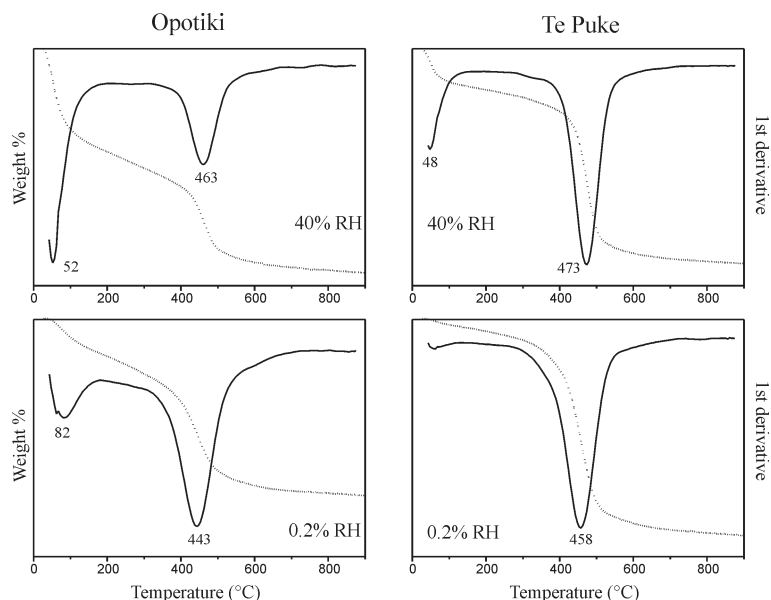 Opotiki
Te Puke
Weight %
52
463
40% RH
0 200 400 600 800
48
473
40% RH
0 200 400 600 800
1st derivative
Weight %
82
443
0.2% RH
0 200 400 600 800
Temperature (°C)
458
0.2% RH
0 200 400 600 800
Temperature (°C)
1st derivative